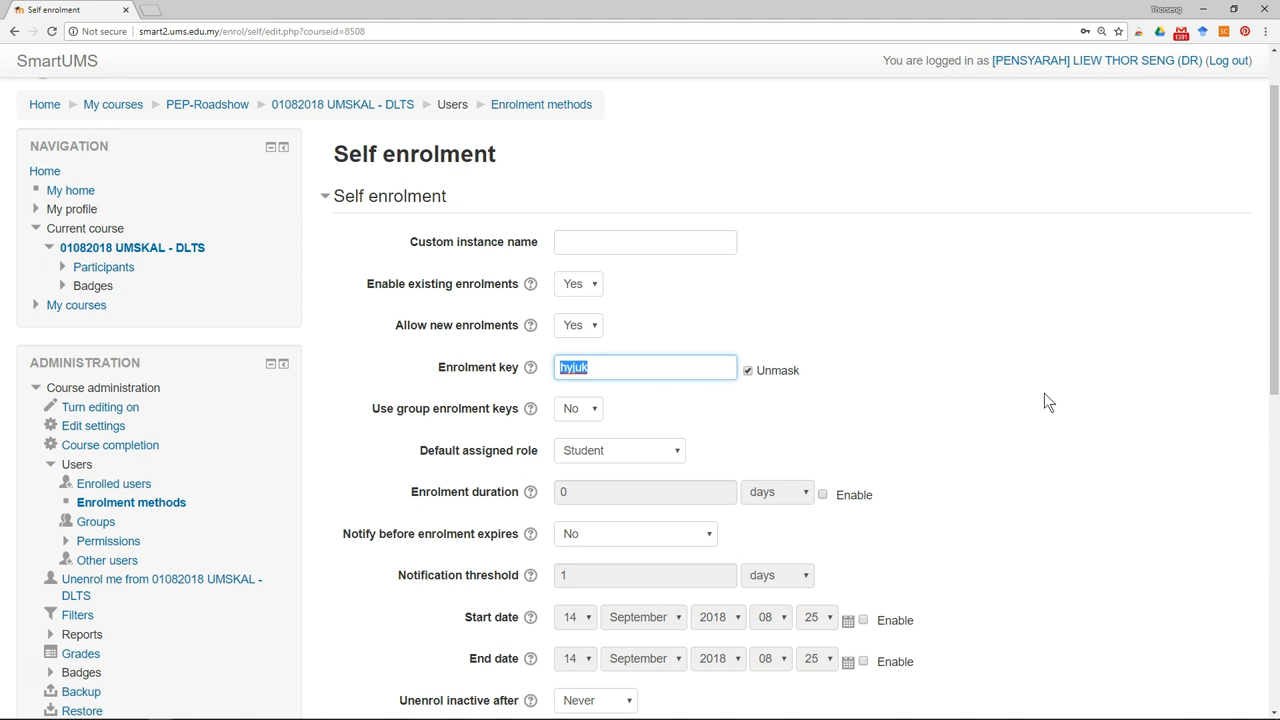 Self enrolment
Thorseng
Not secure
smart2.ums.edu.my/enrol/self/edit.php?courseid=8508
1391
SC
SmartUMS
You are logged in as [PENSYARAH] LIEW THOR SENG (DR) (Log out)
Home My courses PEP-Roadshow 01082018 UMSKAL - DLTS Users Enrolment methods
NAVIGATION
Home
My home
My profile
Current course
01082018 UMSKAL - DLTS
Participants
Badges
My courses
ADMINISTRATION
Course administration
Turn editing on
Edit settings
Course completion
Users
Enrolled users
Enrolment methods
Groups
Permissions
Other users
Unenrol me from 01082018 UMSKAL -
DLTS
Filters
Reports
Grades
Badges
Backup
Restore
Self enrolment
Self enrolment
Custom instance name
Enable existing enrolments Yes
Allow new enrolments Yes
Enrolment key hyjuk Unmask
Use group enrolment keys No
Default assigned role Student
Enrolment duration 0 days Enable
Notify before enrolment expires No
Notification threshold 1 days
Start date 14 September 2018 08 25 Enable
End date 14 September 2018 08 25 Enable
Unenrol inactive after Never